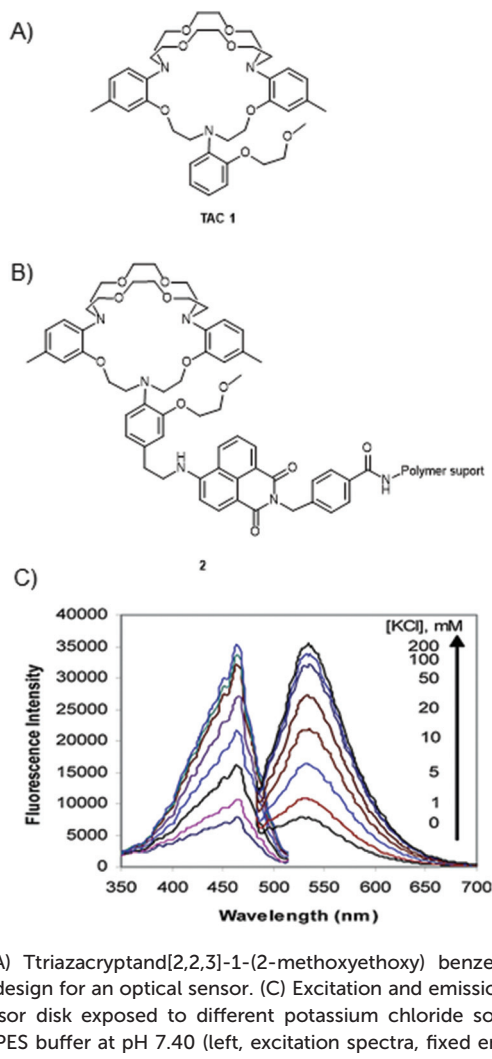 A)
O O
O O
N N
O O
N
O
O
TAC 1
B)
O O
O O
N N
O O
N
O
O
H
N
O
N
O
O
N
H
Polymer suport
2
C)
[KCl], mM
200
100
50
20
10
5
1
0
Fluorescence Intensity
40000
35000
30000
25000
20000
15000
10000
5000
0
350 400 450 500 550 600 650 700
Wavelength (nm)
A) Ttriazacryptand[2,2,3]-1-(2-methoxyethoxy) benze
design for an optical sensor. (C) Excitation and emissio
sor disk exposed to different potassium chloride so
PES buffer at pH 7.40 (left, excitation spectra, fixed er